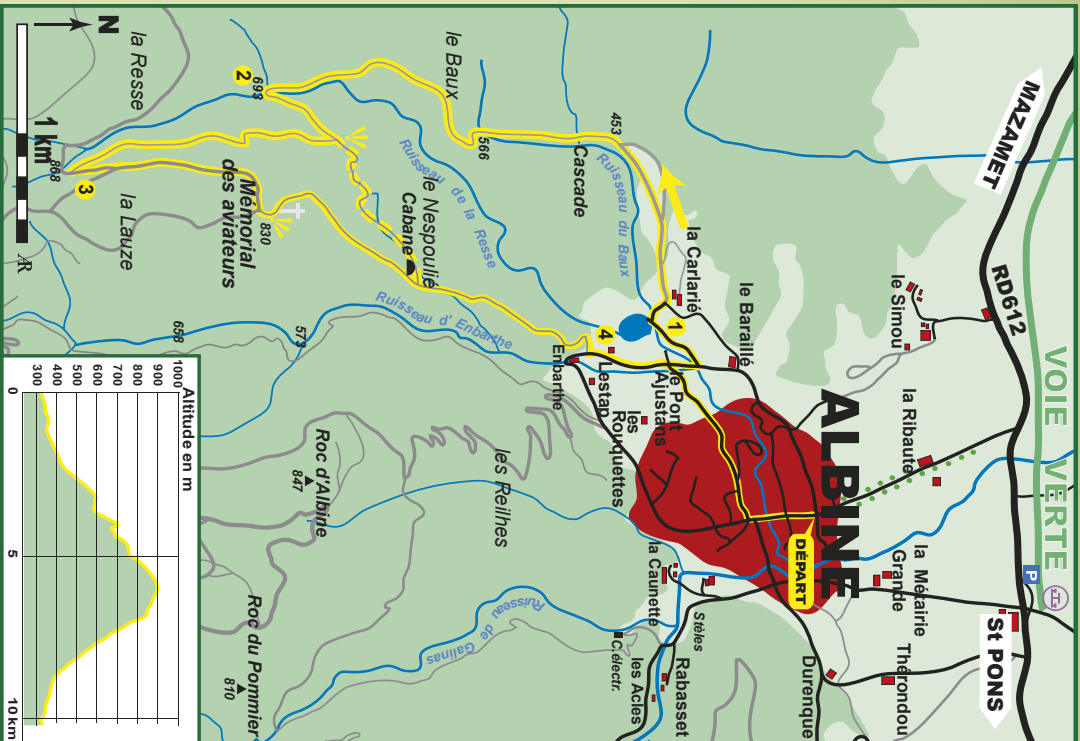 MAZAMET
VOIE VERTE
RD612
St PONS
P
le Simou
la Ribaute
la Métairie
Grande
Thérondou
Durenque
ALBINE
DÉPART
le Baraillé
la Carlarié
1
le Pont
Ajustans
4
Lestap
les
Rouquettes
Enbarthe
la Caunette
Stèles
Rabasset
les Acles
C.électr.
453
Ruisseau du Baux
Cascade
566
le Baux
Ruisseau de la Resse
le Nespoulié
Cabane
Ruisseau d'Enbarthe
les Reilhes
Ruisseau de Galinas
693
2
Mémorial
des aviateurs
830
573
658
Roc d'Albine
847
Roc du Pommier
810
la Resse
la Lauze
868
3
N
1 km
AR
Altitude en m
1000
900
800
700
600
500
400
300
0
5
10 km